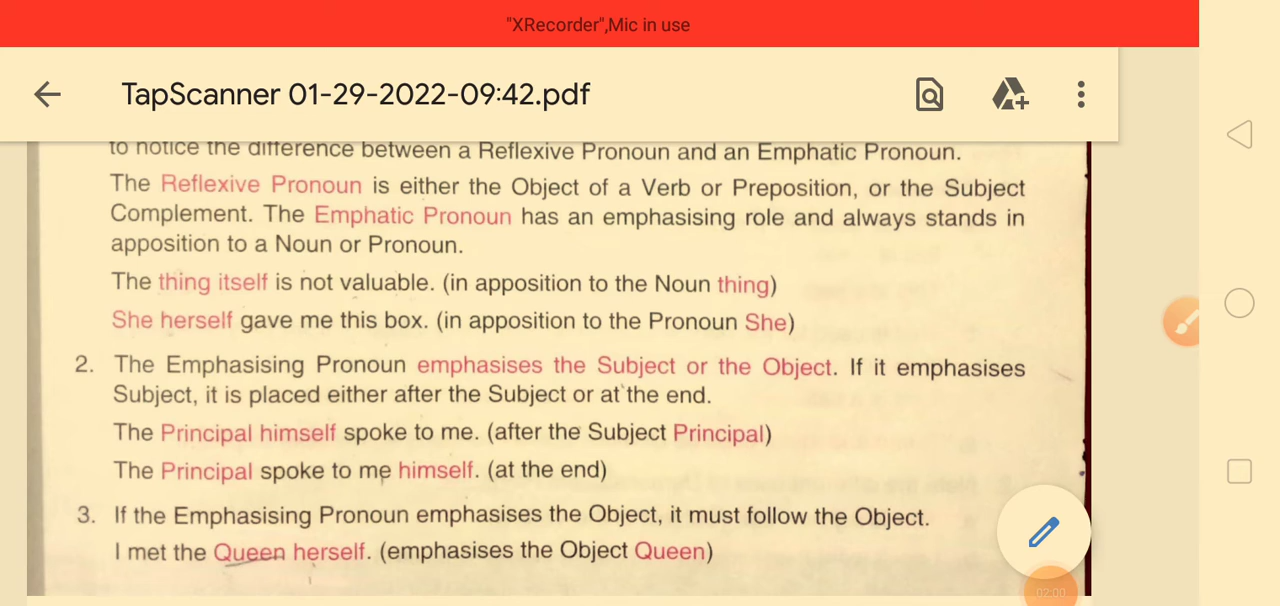 "XRecorder",Mic in use
TapScanner 01-29-2022-09:42.pdf
to notice the difference between a Reflexive Pronoun and an Emphatic Pronoun.
The Reflexive Pronoun is either the Object of a Verb or Preposition, or the Subject
Complement. The Emphatic Pronoun has an emphasising role and always stands in
apposition to a Noun or Pronoun.
The thing itself is not valuable. (in apposition to the Noun thing)
She herself gave me this box. (in apposition to the Pronoun She)
2. The Emphasising Pronoun emphasises the Subject or the Object. If it emphasises
Subject, it is placed either after the Subject or at the end.
The Principal himself spoke to me. (after the Subject Principal)
The Principal spoke to me himself. (at the end)
3. If the Emphasising Pronoun emphasises the Object, it must follow the Object.
I met the Queen herself. (emphasises the Object Queen)
02:00